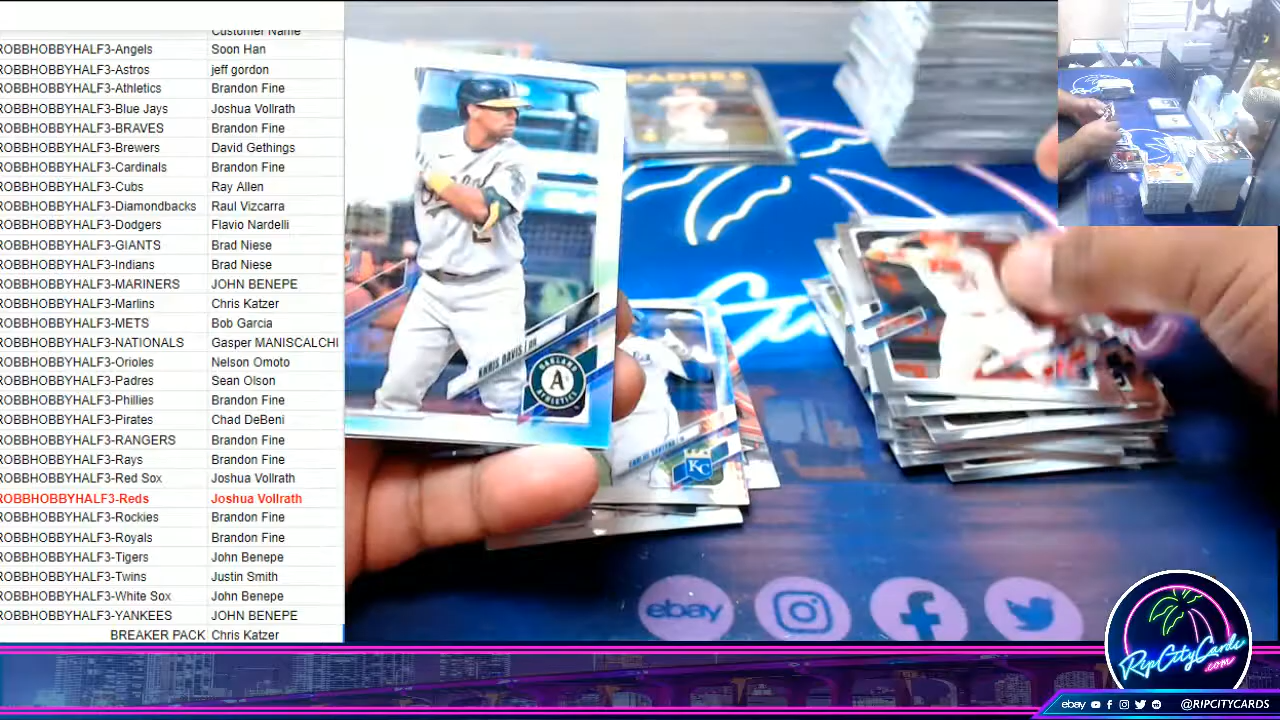 Customer Name
ROBBHOBBYHALF3-Angels Soon Han
ROBBHOBBYHALF3-Astros jeff gordon
ROBBHOBBYHALF3-Athletics Brandon Fine
ROBBHOBBYHALF3-Blue Jays Joshua Vollrath
ROBBHOBBYHALF3-BRAVES Brandon Fine
ROBBHOBBYHALF3-Brewers David Gethings
ROBBHOBBYHALF3-Cardinals Brandon Fine
ROBBHOBBYHALF3-Cubs Ray Allen
ROBBHOBBYHALF3-Diamondbacks Raul Vizcarra
ROBBHOBBYHALF3-Dodgers Flavio Nardelli
ROBBHOBBYHALF3-GIANTS Brad Niese
ROBBHOBBYHALF3-Indians Brad Niese
ROBBHOBBYHALF3-MARINERS JOHN BENEPE
ROBBHOBBYHALF3-Marlins Chris Katzer
ROBBHOBBYHALF3-METS Bob Garcia
ROBBHOBBYHALF3-NATIONALS Gasper MANISCALCHI
ROBBHOBBYHALF3-Orioles Nelson Omoto
ROBBHOBBYHALF3-Padres Sean Olson
ROBBHOBBYHALF3-Phillies Brandon Fine
ROBBHOBBYHALF3-Pirates Chad DeBeni
ROBBHOBBYHALF3-RANGERS Brandon Fine
ROBBHOBBYHALF3-Rays Brandon Fine
ROBBHOBBYHALF3-Red Sox Joshua Vollrath
ROBBHOBBYHALF3-Reds Joshua Vollrath
ROBBHOBBYHALF3-Rockies Brandon Fine
ROBBHOBBYHALF3-Royals Brandon Fine
ROBBHOBBYHALF3-Tigers John Benepe
ROBBHOBBYHALF3-Twins Justin Smith
ROBBHOBBYHALF3-White Sox John Benepe
ROBBHOBBYHALF3-YANKEES JOHN BENEPE
BREAKER PACK Chris Katzer
PADRES
KHRIS DAVIS | DH
OAKLAND
A's
ATHLETICS
CARLOS SANTANA
KC
ebay
RipCityCards
.com
ebay @RIPCITYCARDS